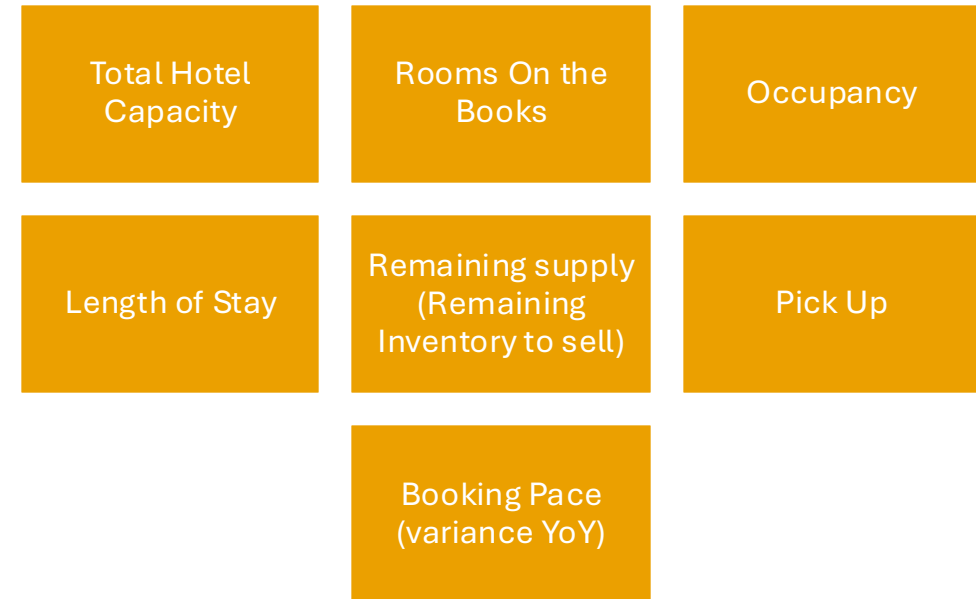 Total Hotel
Capacity
Rooms On the
Books
Occupancy
Length of Stay
Remaining supply
(Remaining
Inventory to sell)
Pick Up
Booking Pace
(variance YoY)